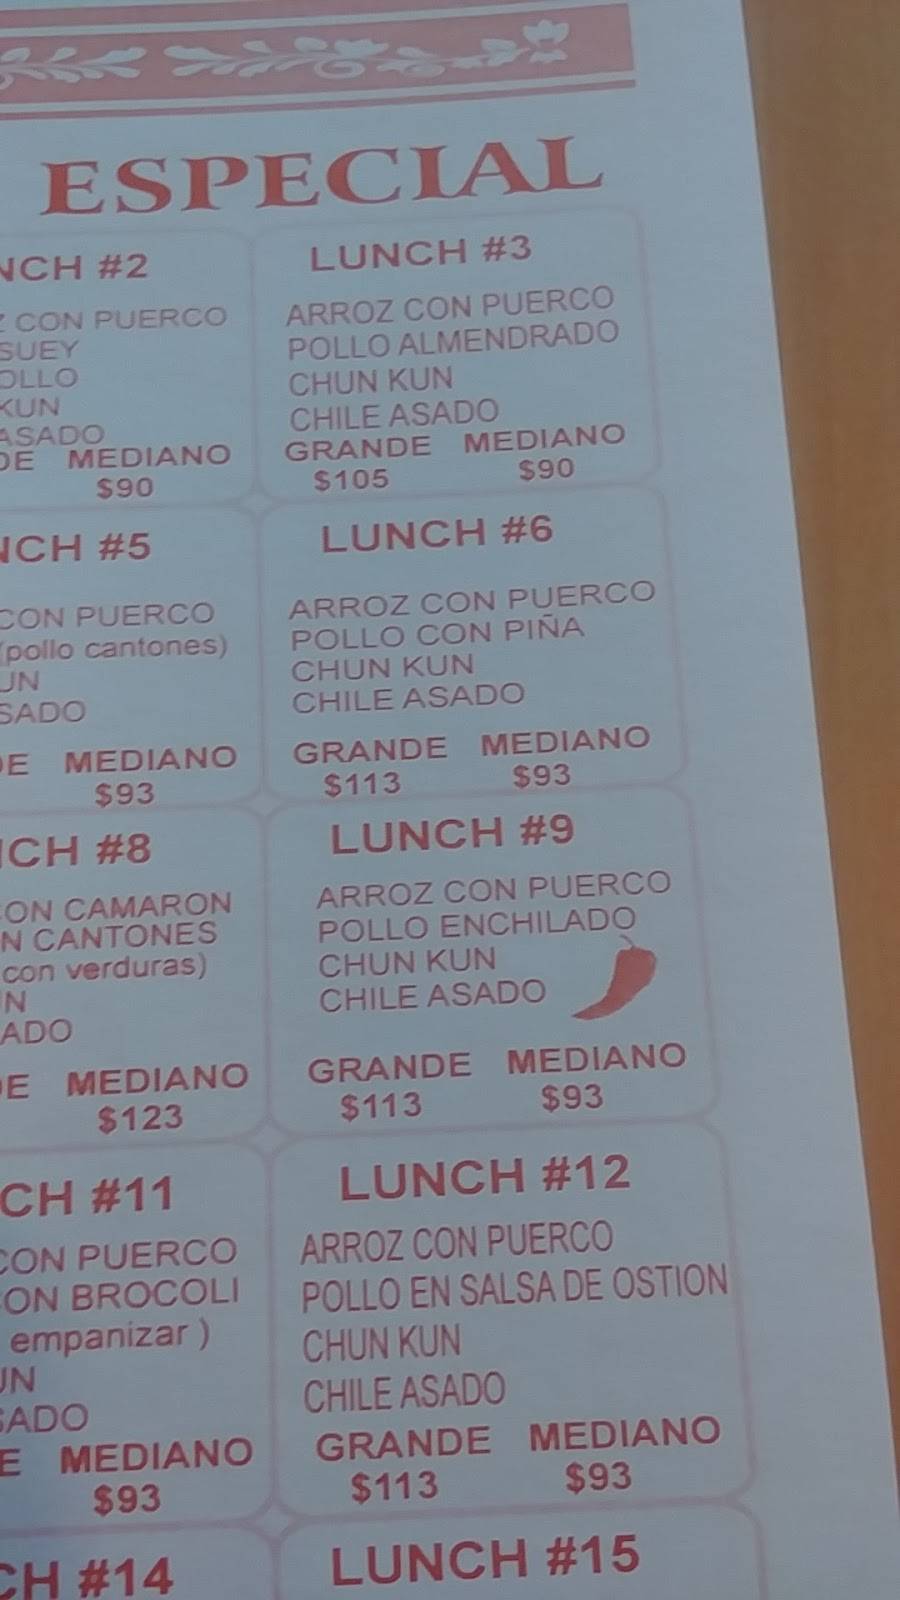 ESPECIAL
NCH #2
CON PUERCO
SUEY
OLLO
KUN
ASADO
DE MEDIANO
$90
LUNCH #3
ARROZ CON PUERCO
POLLO ALMENDRADO
CHUN KUN
CHILE ASADO
GRANDE MEDIANO
$105 $90
NCH #5
CON PUERCO
(pollo cantones)
UN
SADO
DE MEDIANO
$93
LUNCH #6
ARROZ CON PUERCO
POLLO CON PIÑA
CHUN KUN
CHILE ASADO
GRANDE MEDIANO
$113 $93
CH #8
CON CAMARON
N CANTONES
con verduras)
N
ADO
DE MEDIANO
$123
LUNCH #9
ARROZ CON PUERCO
POLLO ENCHILADO
CHUN KUN
CHILE ASADO
GRANDE MEDIANO
$113 $93
CH #11
CON PUERCO
CON BROCOLI
empanizar )
UN
SADO
E MEDIANO
$93
LUNCH #12
ARROZ CON PUERCO
POLLO EN SALSA DE OSTION
CHUN KUN
CHILE ASADO
GRANDE MEDIANO
$113 $93
CH #14
LUNCH #15